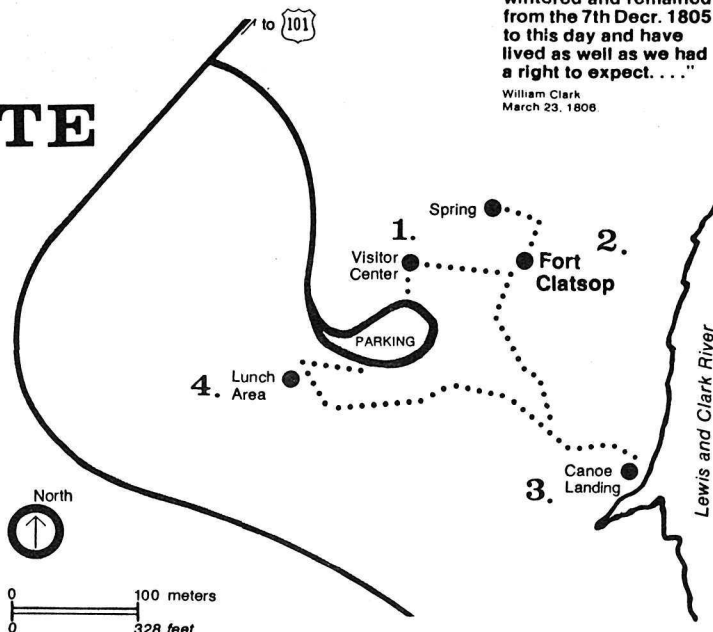 wintered and remained
from the 7th Decr. 1805
to this day and have
lived as well as we had
a right to expect. . . ."
William Clark
March 23, 1806
to 101
TE
Spring
1.
2.
Visitor
Center
Fort
Clatsop
PARKING
4.
Lunch
Area
Lewis and Clark River
3.
Canoe
Landing
North
0
100 meters
0
328 feet